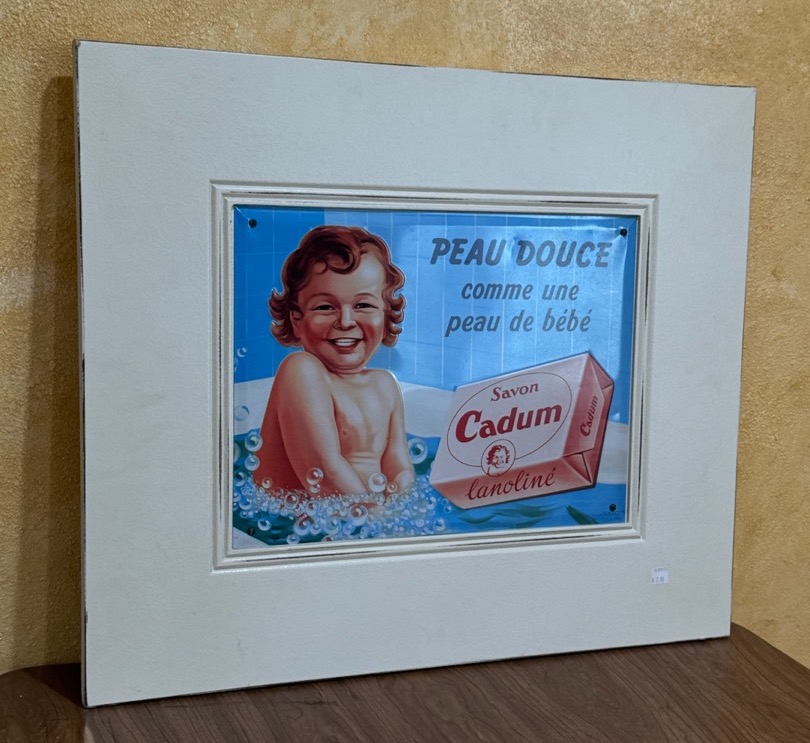 PEAU DOUCE
comme une
peau de bébé
Savon
Cadum
lanoliné
Cadum